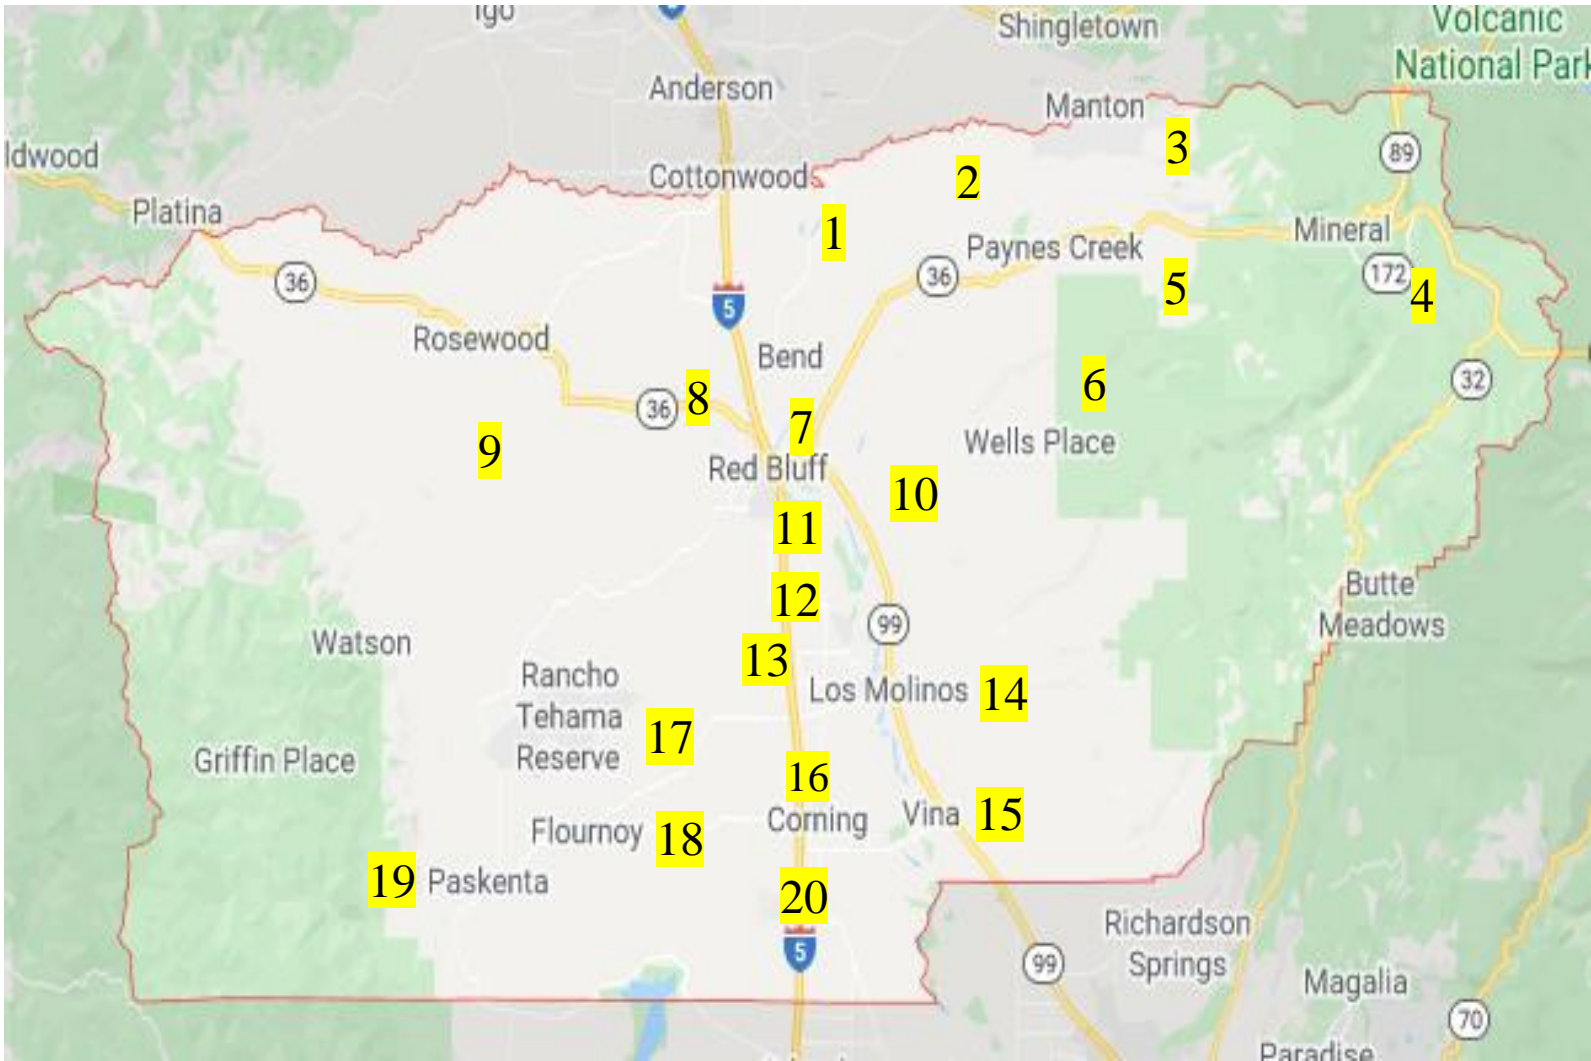 Igo
Shingletown
Volcanic
National Park
Anderson
Manton
3
89
ldwood
Cottonwood
2
Platina
1
Paynes Creek
Mineral
36
36
5
172
4
5
Rosewood
Bend
8
36
6
32
7
9
Wells Place
Red Bluff
10
11
12
Butte
Meadows
99
Watson
13
Rancho
Tehama
Reserve
Los Molinos
14
17
Griffin Place
16
Corning
Vina
15
Flournoy
18
19
Paskenta
20
5
Richardson
Springs
99
Magalia
70
Paradise